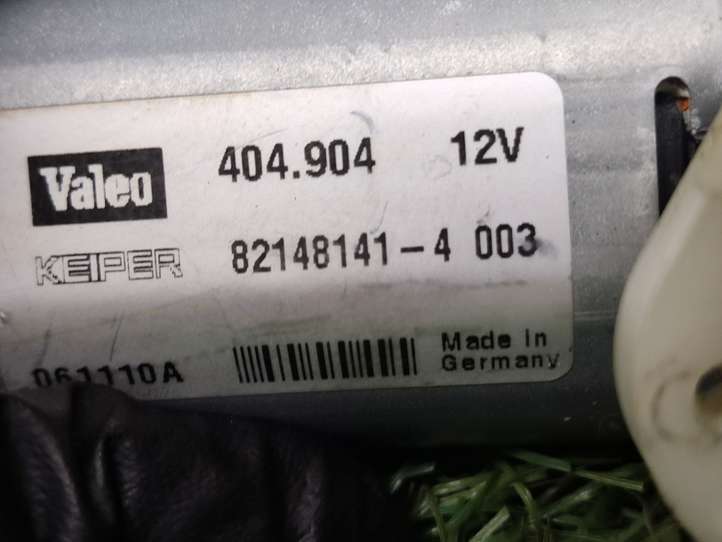 Valeo 404.904 12V
KEIPER 82148141-4 003
061110A Made in
Germany